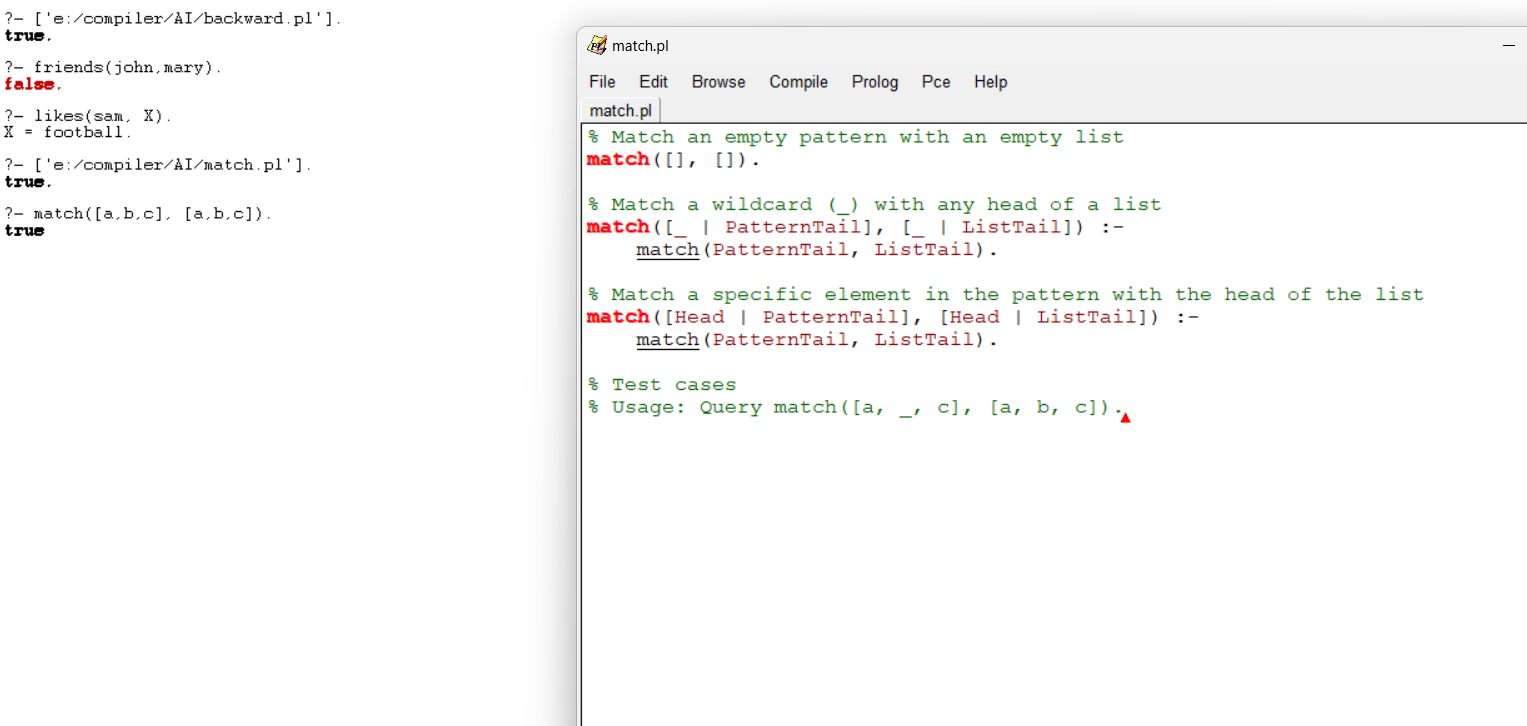 ?- ['e:/compiler/AI/backward.pl'].
true.
?- friends(john,mary).
false.
?- likes(sam, X).
X = football.
?- ['e:/compiler/AI/match.pl'].
true.
?- match([a,b,c], [a,b,c]).
true
match.pl
File Edit Browse Compile Prolog Pce Help
match.pl
% Match an empty pattern with an empty list
match([], []).
% Match a wildcard (_) with any head of a list
match([_ | PatternTail], [_ | ListTail]) :-
    match(PatternTail, ListTail).
% Match a specific element in the pattern with the head of the list
match([Head | PatternTail], [Head | ListTail]) :-
    match(PatternTail, ListTail).
% Test cases
% Usage: Query match([a, _, c], [a, b, c]).